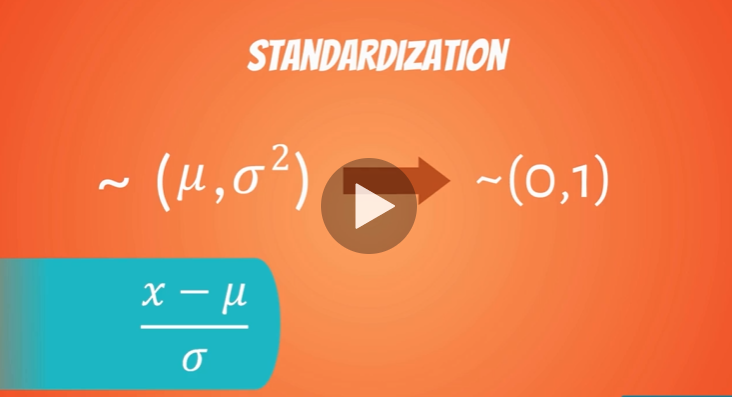 STANDARDIZATION
~ (μ,σ²) ~(0,1)
x − μ
σ